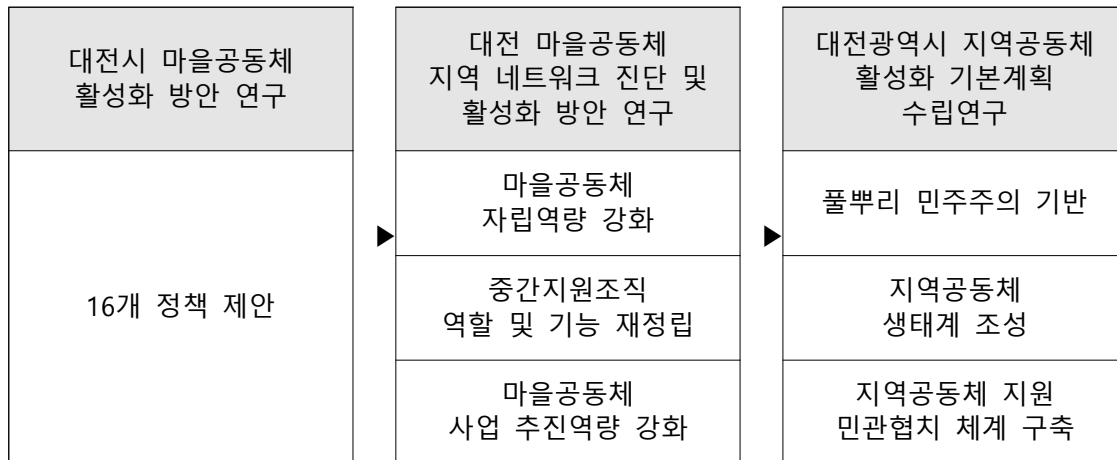 대전시 마을공동체
활성화 방안 연구
16개 정책 제안
▶
대전 마을공동체
지역 네트워크 진단 및
활성화 방안 연구
마을공동체
자립역량 강화
중간지원조직
역할 및 기능 재정립
마을공동체
사업 추진역량 강화
▶
대전광역시 지역공동체
활성화 기본계획
수립연구
풀뿌리 민주주의 기반
지역공동체
생태계 조성
지역공동체 지원
민관협치 체계 구축